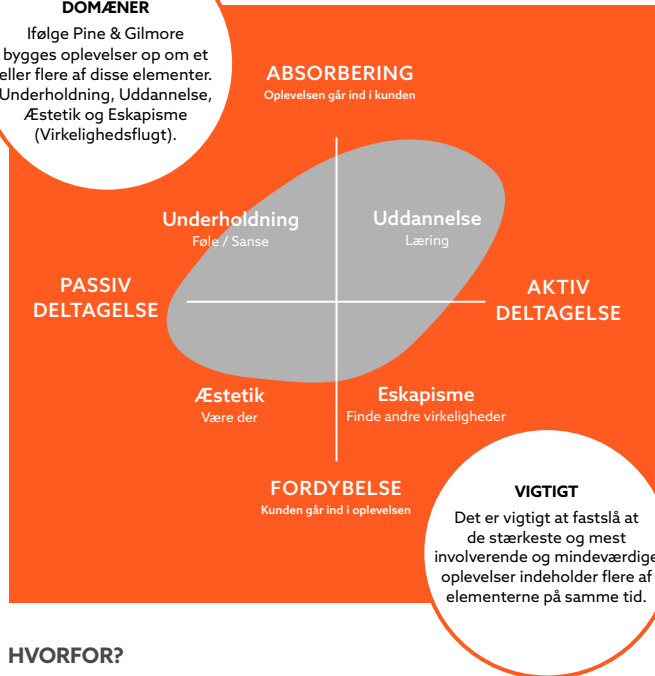 DOMÆNER
Ifølge Pine & Gilmore
bygges oplevelser op om et
eller flere af disse elementer.
Underholdning, Uddannelse,
Æstetik og Eskapisme
(Virkelighedsflugt).
ABSORBERING
Oplevelsen går ind i kunden
Underholdning
Føle / Sanse
Uddannelse
Læring
PASSIV
DELTAGELSE
AKTIV
DELTAGELSE
Æstetik
Være der
Eskapisme
Finde andre virkeligheder
FORDYBELSE
Kunden går ind i oplevelsen
VIGTIGT
Det er vigtigt at fastslå at
de stærkeste og mest
involverende og mindeværdige
oplevelser indeholder flere af
elementerne på samme tid.
HVORFOR?